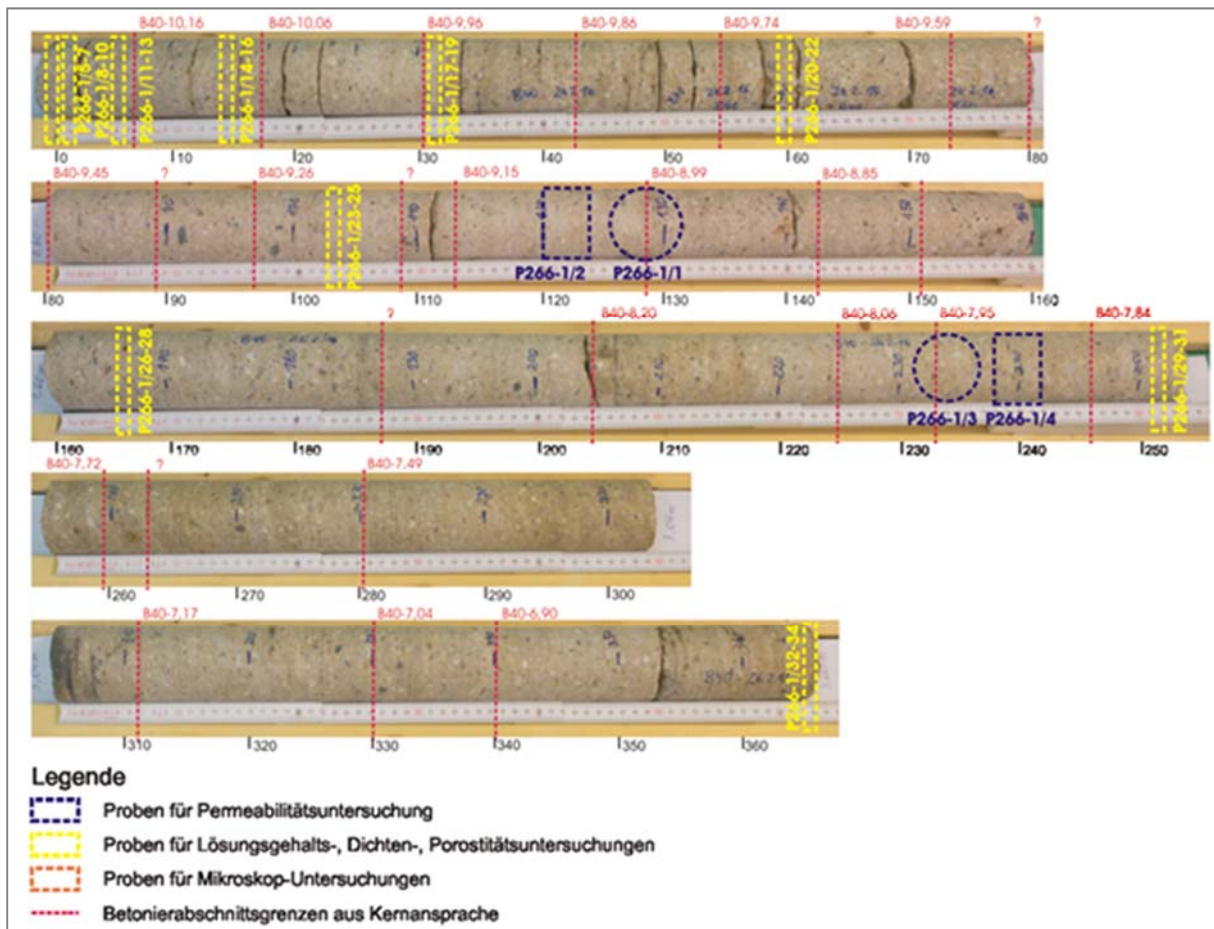 B40-10,16 B40-10,06 B40-9,96 B40-9,86 B40-9,74 B40-9,59 ?
P266-1/5-7 P266-1/8-10 P266-1/11-13 P266-1/14-16 P266-1/17-19 P266-1/20-22
0 10 20 30 40 50 60 70 80
B40-9,45 ? B40-9,26 ? B40-9,15 B40-8,99 B40-8,85
P266-1/23-25
P266-1/2 P266-1/1
80 90 100 110 120 130 140 150 160
? B40-8,20 B40-8,06 B40-7,95 B40-7,84
P266-1/26-28 P266-1/29-31
P266-1/3 P266-1/4
160 170 180 190 200 210 220 230 240 250
B40-7,72 ? B40-7,49
260 270 280 290 300
B40-7,17 B40-7,04 B40-6,90
P266-1/32-34
310 320 330 340 350 360
Legende
Proben für Permeabilitätsuntersuchung
Proben für Lösungsgehalts-, Dichten-, Porostitätsuntersuchungen
Proben für Mikroskop-Untersuchungen
Betonierabschnittsgrenzen aus Kernansprache